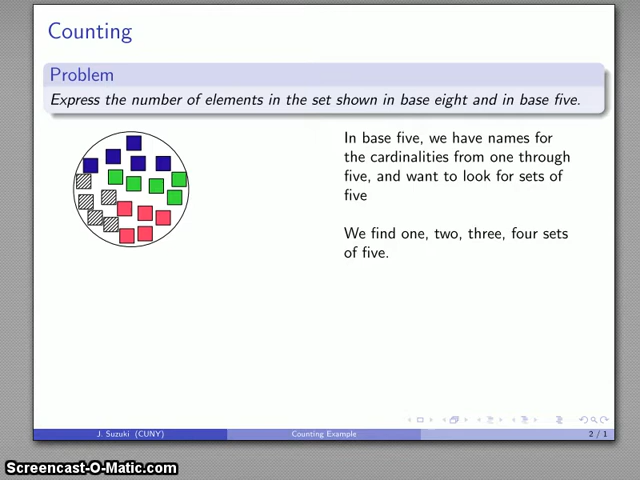 Counting
Problem
Express the number of elements in the set shown in base eight and in base five.
In base five, we have names for
the cardinalities from one through
five, and want to look for sets of
five
We find one, two, three, four sets
of five.
J. Suzuki (CUNY)
Counting Example
2 / 1
Screencast-O-Matic.com